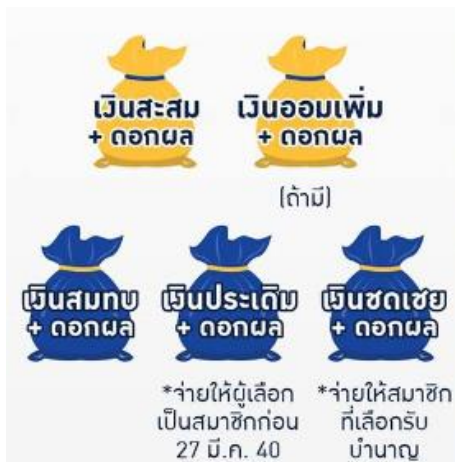 เงินสะสม
+ ดอกผล
เงินออมเพิ่ม
+ ดอกผล
(ถ้ามี)
เงินสมทบ
+ ดอกผล
เงินประเดิม
+ ดอกผล
เงินชดเชย
+ ดอกผล
*จ่ายให้ผู้เลือก
เป็นสมาชิกก่อน
27 มี.ค. 40
*จ่ายให้สมาชิก
ที่เลือกรับ
บำนาญ